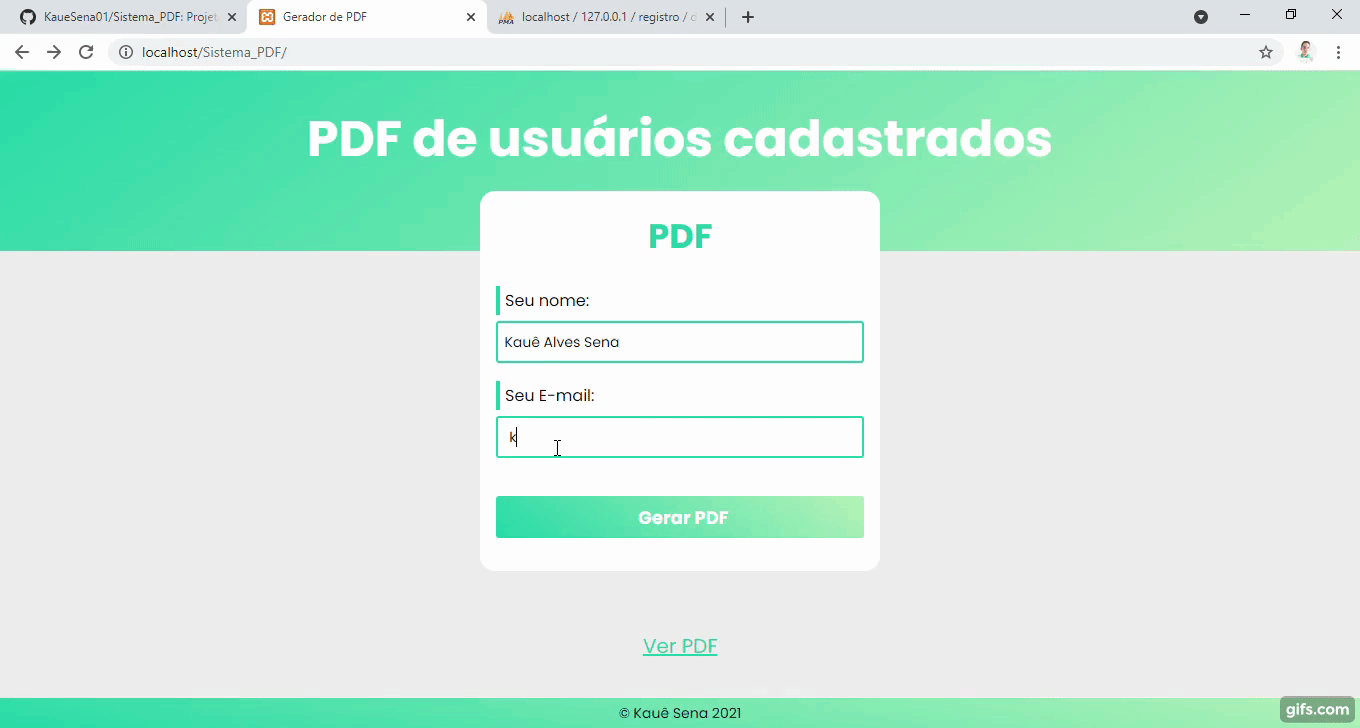 KaueSena01/Sistema_PDF: Projet
Gerador de PDF
localhost / 127.0.0.1 / registro / d
localhost/Sistema_PDF/
PDF de usuários cadastrados
PDF
Seu nome:
Kauê Alves Sena
Seu E-mail:
k
Gerar PDF
Ver PDF
© Kauê Sena 2021
gifs.com